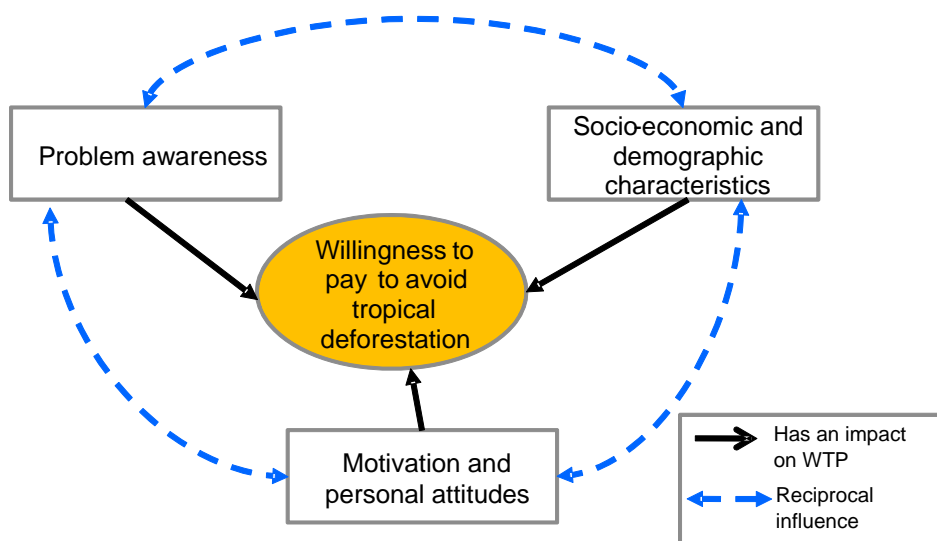 Problem awareness
Socio-economic and
demographic
characteristics
Willingness to
pay to avoid
tropical
deforestation
Motivation and
personal attitudes
Has an impact
on WTP
Reciprocal
influence